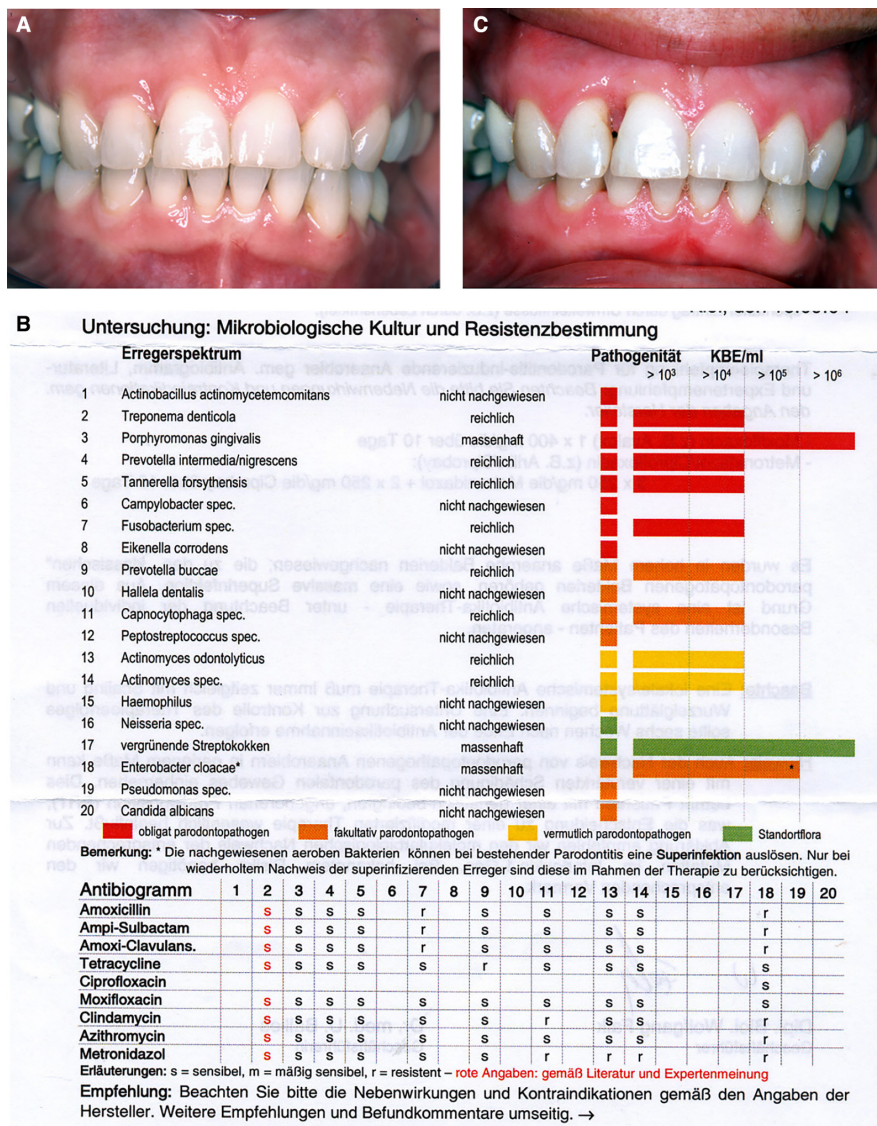 A
C
B
Untersuchung: Mikrobiologische Kultur und Resistenzbestimmung
Erregerspektrum Pathogenität KBE/ml
> 10³ > 10⁴ > 10⁵ > 10⁶
1 Actinobacillus actinomycetemcomitans nicht nachgewiesen
2 Treponema denticola reichlich
3 Porphyromonas gingivalis massenhaft
4 Prevotella intermedia/nigrescens reichlich
5 Tannerella forsythensis reichlich
6 Campylobacter spec. nicht nachgewiesen
7 Fusobacterium spec. reichlich
8 Eikenella corrodens nicht nachgewiesen
9 Prevotella buccae reichlich
10 Hallela dentalis nicht nachgewiesen
11 Capnocytophaga spec. reichlich
12 Peptostreptococcus spec. nicht nachgewiesen
13 Actinomyces odontolyticus reichlich
14 Actinomyces spec. reichlich
15 Haemophilus nicht nachgewiesen
16 Neisseria spec. nicht nachgewiesen
17 vergrünende Streptokokken massenhaft
18 Enterobacteriaceae* massenhaft *
19 Pseudomonas spec. nicht nachgewiesen
20 Candida albicans nicht nachgewiesen
obligat parodontopathogen fakultativ parodontopathogen vermutlich parodontopathogen Standortflora
Bemerkung: * Die nachgewiesenen aeroben Bakterien können bei bestehender Parodontitis eine Superinfektion auslösen. Nur bei
wiederholtem Nachweis der superinfizierenden Erreger sind diese im Rahmen der Therapie zu berücksichtigen.
Antibiogramm 1 2 3 4 5 6 7 8 9 10 11 12 13 14 15 16 17 18 19 20
Amoxicillin s s s s r s s s s r
Ampi-Sulbactam s s s s r s s s s r
Amoxi-Clavulans. s s s s r s s s s r
Tetracycline s s s s s r s s s s
Ciprofloxacin s
Moxifloxacin s s s s s s s s s s
Clindamycin s s s s s s r s s r
Azithromycin s s s s s s s s s r
Metronidazol s s s s s s r r r r
Erläuterungen: s = sensibel, m = mäßig sensibel, r = resistent – rote Angaben: gemäß Literatur und Expertenmeinung
Empfehlung: Beachten Sie bitte die Nebenwirkungen und Kontraindikationen gemäß den Angaben der
Hersteller. Weitere Empfehlungen und Befundkommentare umseitig. →